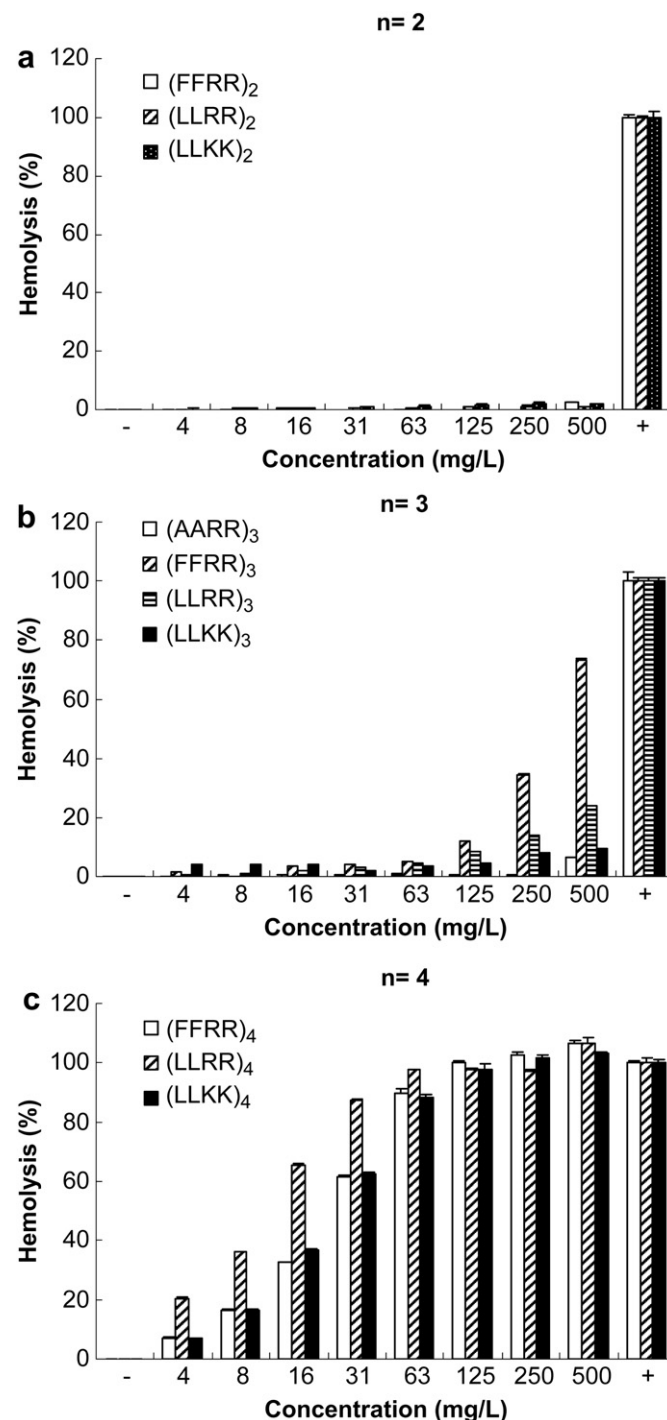 n= 2
a
120
100
80
60
40
20
0
Hemolysis (%)
(FFRR)2
(LLRR)2
(LLKK)2
- 4 8 16 31 63 125 250 500 +
Concentration (mg/L)
n= 3
b
120
100
80
60
40
20
0
Hemolysis (%)
(AARR)3
(FFRR)3
(LLRR)3
(LLKK)3
- 4 8 16 31 63 125 250 500 +
Concentration (mg/L)
n= 4
c
120
100
80
60
40
20
0
Hemolysis (%)
(FFRR)4
(LLRR)4
(LLKK)4
- 4 8 16 31 63 125 250 500 +
Concentration (mg/L)